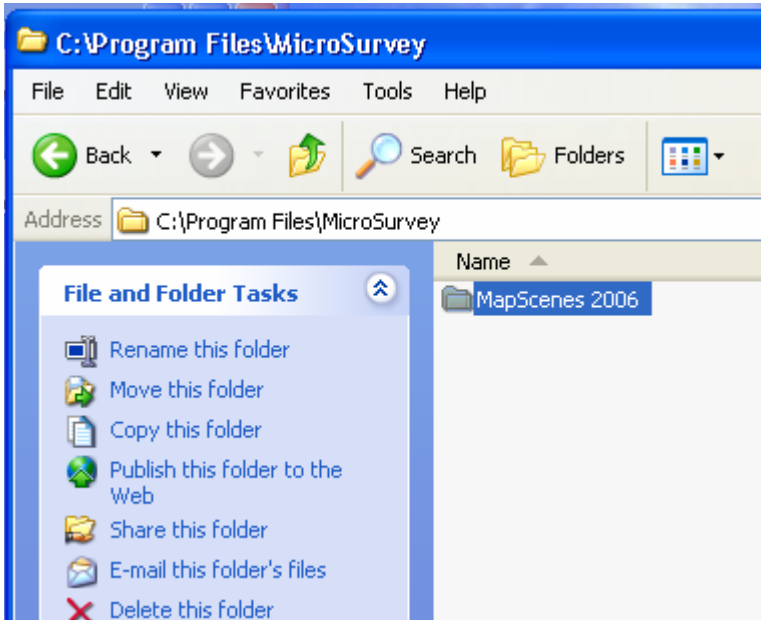 C:\Program Files\MicroSurvey
File Edit View Favorites Tools Help
Back Search Folders
Address C:\Program Files\MicroSurvey
Name
File and Folder Tasks
MapScenes 2006
Rename this folder
Move this folder
Copy this folder
Publish this folder to the
Web
Share this folder
E-mail this folder's files
Delete this folder